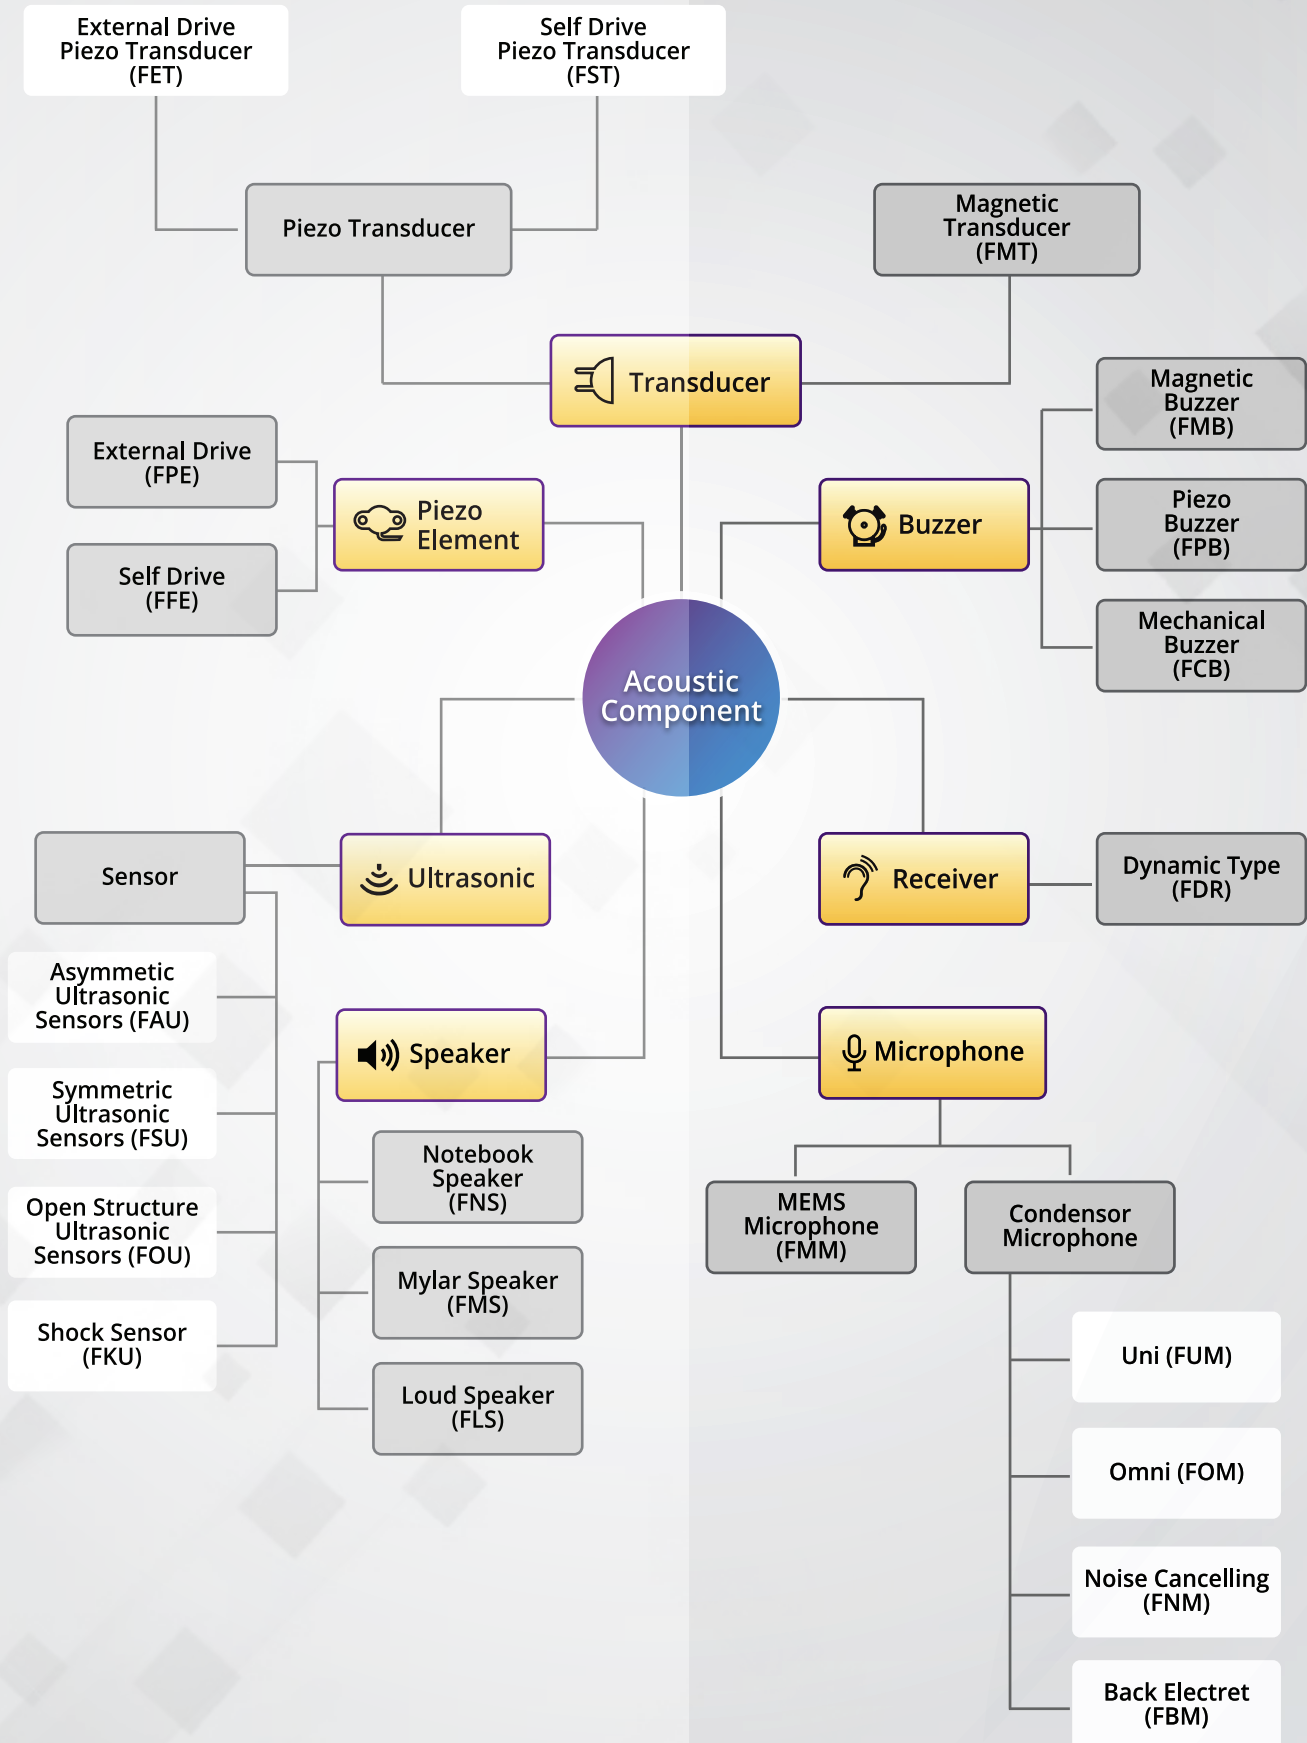 External Drive
Piezo Transducer
(FET)
Self Drive
Piezo Transducer
(FST)
Piezo Transducer
Magnetic
Transducer
(FMT)
Transducer
External Drive
(FPE)
Self Drive
(FFE)
Piezo
Element
Buzzer
Magnetic
Buzzer
(FMB)
Piezo
Buzzer
(FPB)
Mechanical
Buzzer
(FCB)
Acoustic
Component
Sensor
Ultrasonic
Asymmetic
Ultrasonic
Sensors (FAU)
Symmetric
Ultrasonic
Sensors (FSU)
Open Structure
Ultrasonic
Sensors (FOU)
Shock Sensor
(FKU)
Speaker
Notebook
Speaker
(FNS)
Mylar Speaker
(FMS)
Loud Speaker
(FLS)
Receiver
Dynamic Type
(FDR)
Microphone
MEMS
Microphone
(FMM)
Condensor
Microphone
Uni (FUM)
Omni (FOM)
Noise Cancelling
(FNM)
Back Electret
(FBM)